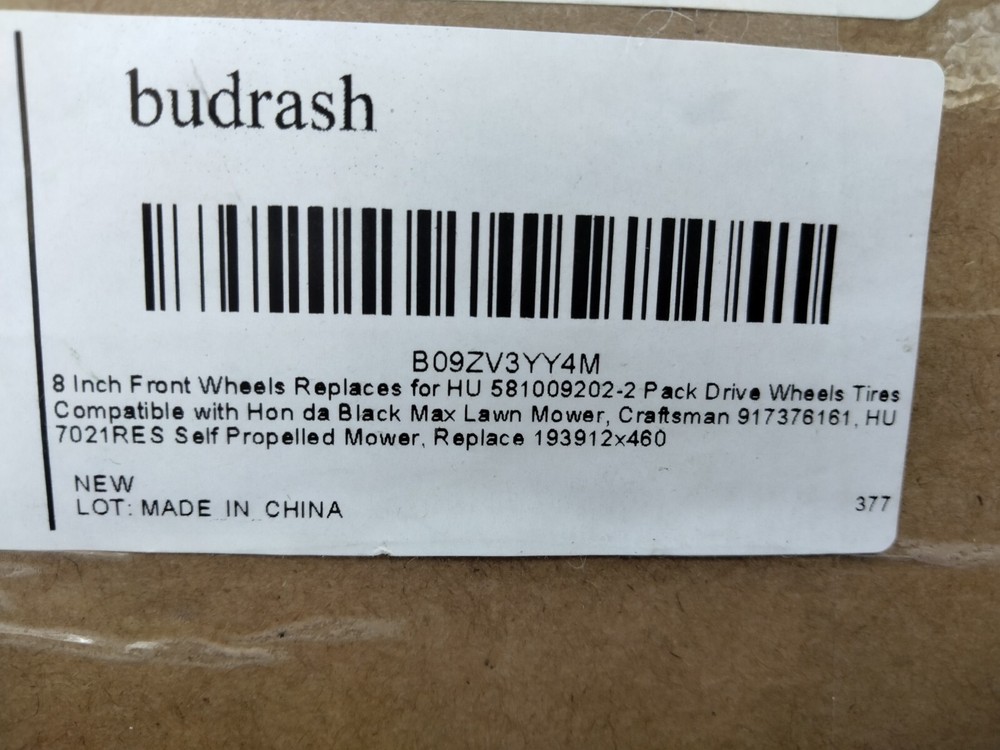 budrash
B09ZV3YY4M
8 Inch Front Wheels Replaces for HU 581009202-2 Pack Drive Wheels Tires
Compatible with Hon da Black Max Lawn Mower, Craftsman 917376161, HU
7021RES Self Propelled Mower, Replace 193912x460
NEW
LOT: MADE IN CHINA
377